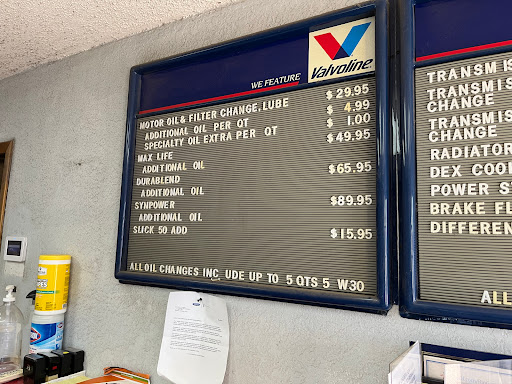 WE FEATURE
Valvoline
MOTOR OIL & FILTER CHANGE, LUBE $29.95
ADDITIONAL OIL PER QT $4.99
SPECIALTY OIL EXTRA PER QT $1.00
MAX LIFE $49.95
ADDITIONAL OIL
DURABLEND $65.95
ADDITIONAL OIL
SYNPOWER $89.95
ADDITIONAL OIL
SLICK 50 ADD $15.95
ALL OIL CHANGES INC UDE UP TO 5 QTS 5 W30
TRANSMIS
TRANSMIS
CHANGE
TRANSMIS
CHANGE
RADIATOR
DEX COO
POWER S
BRAKE FL
DIFFEREN
ALL